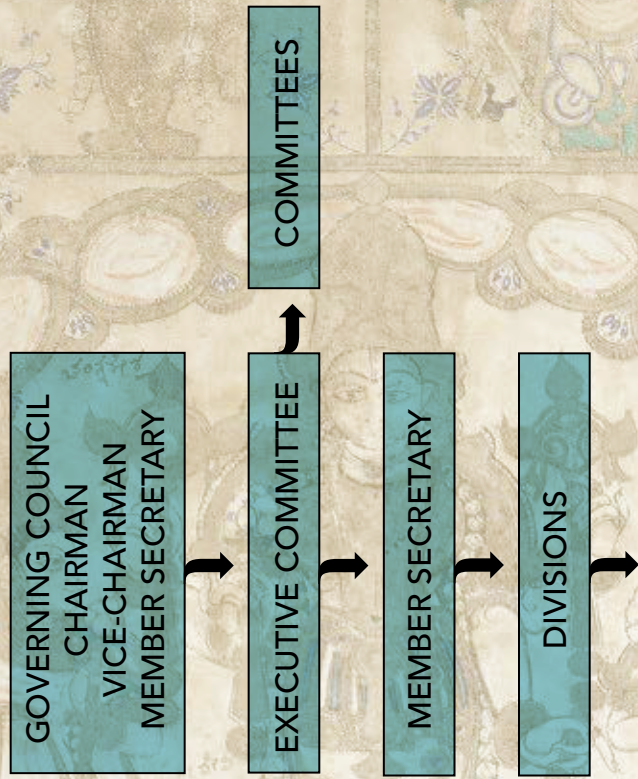 GOVERNING COUNCIL
CHAIRMAN
VICE-CHAIRMAN
MEMBER SECRETARY
EXECUTIVE COMMITTEE
COMMITTEES
MEMBER SECRETARY
DIVISIONS